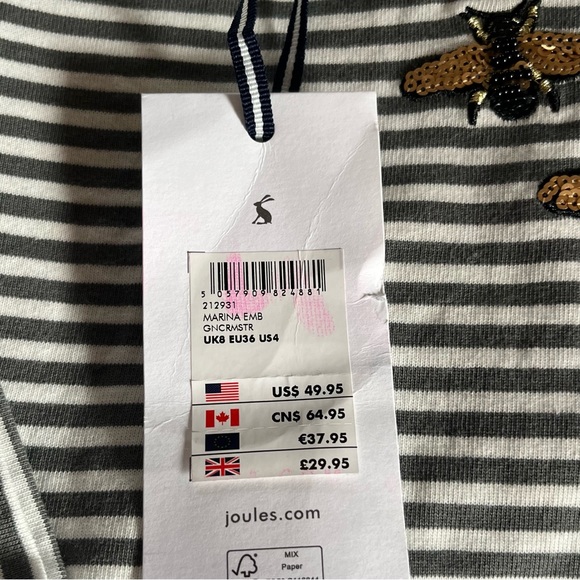 5 057909 824881
212931
MARINA EMB
GNCRMSTR
UK8 EU36 US4
US$ 49.95
CN$ 64.95
€37.95
£29.95
joules.com
FSC
MIX
Paper